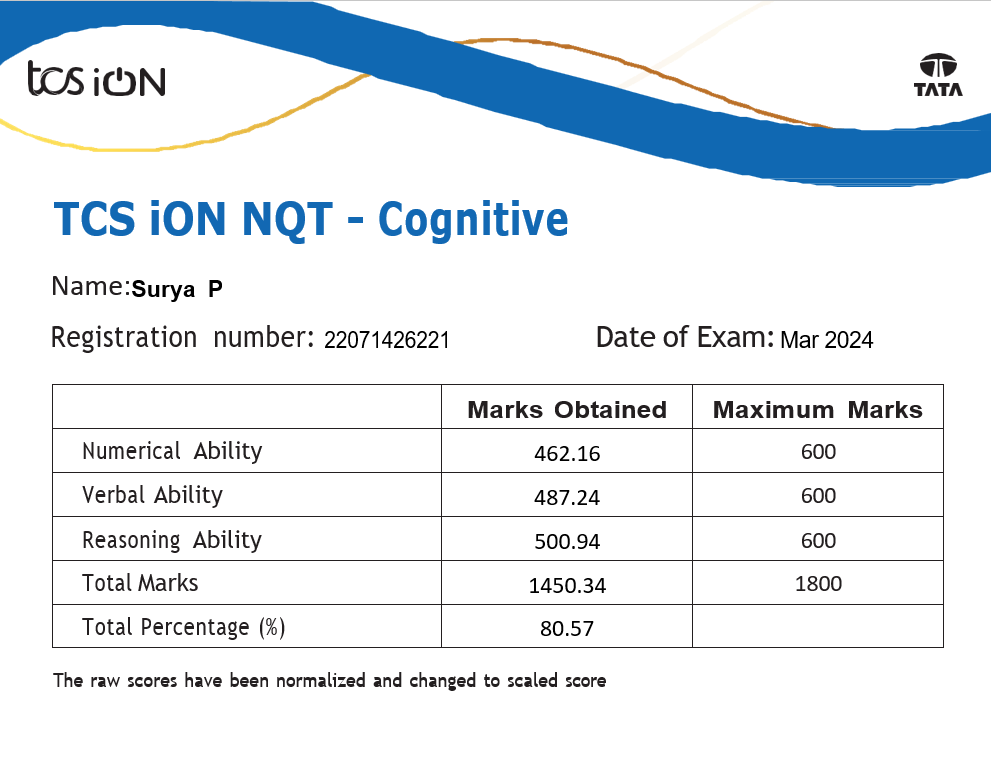 tcs iON
TATA
TCS iON NQT - Cognitive
Name:Surya P
Registration number: 22071426221 Date of Exam: Mar 2024
Marks Obtained Maximum Marks
Numerical Ability 462.16 600
Verbal Ability 487.24 600
Reasoning Ability 500.94 600
Total Marks 1450.34 1800
Total Percentage (%) 80.57
The raw scores have been normalized and changed to scaled score